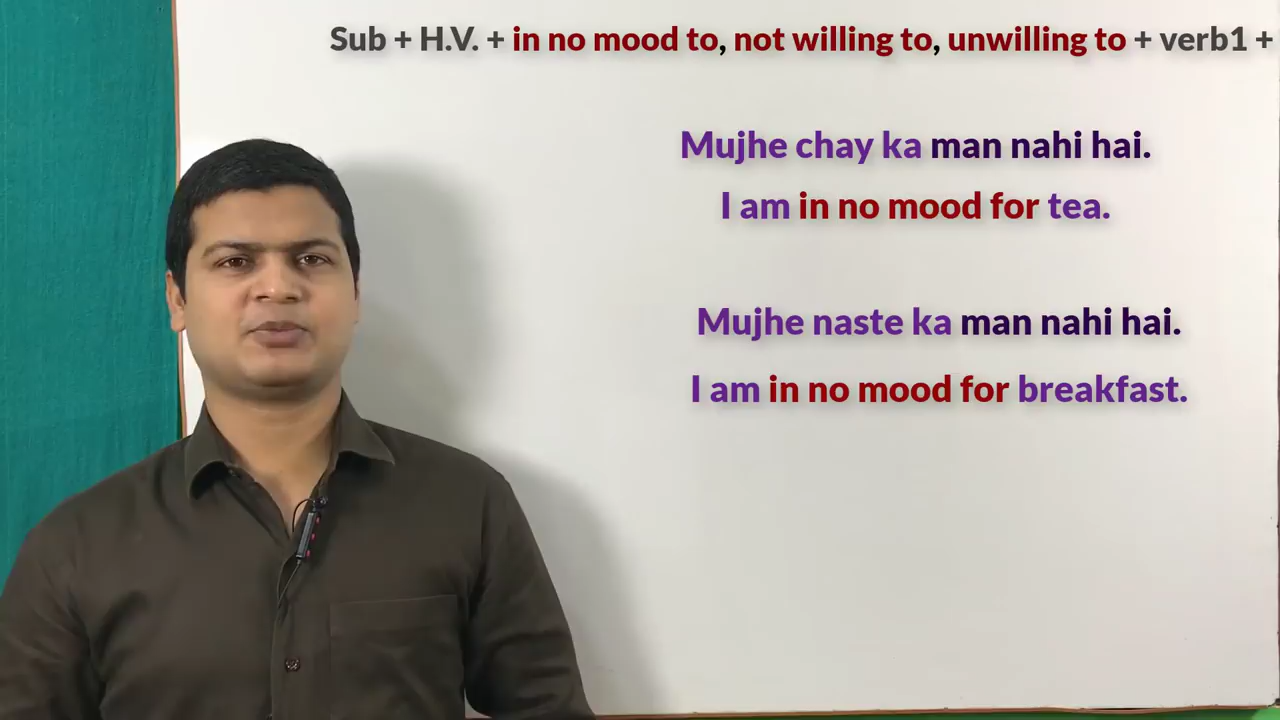 Sub + H.V. + in no mood to, not willing to, unwilling to + verb1 +
Mujhe chay ka man nahi hai.
I am in no mood for tea.
Mujhe naste ka man nahi hai.
I am in no mood for breakfast.